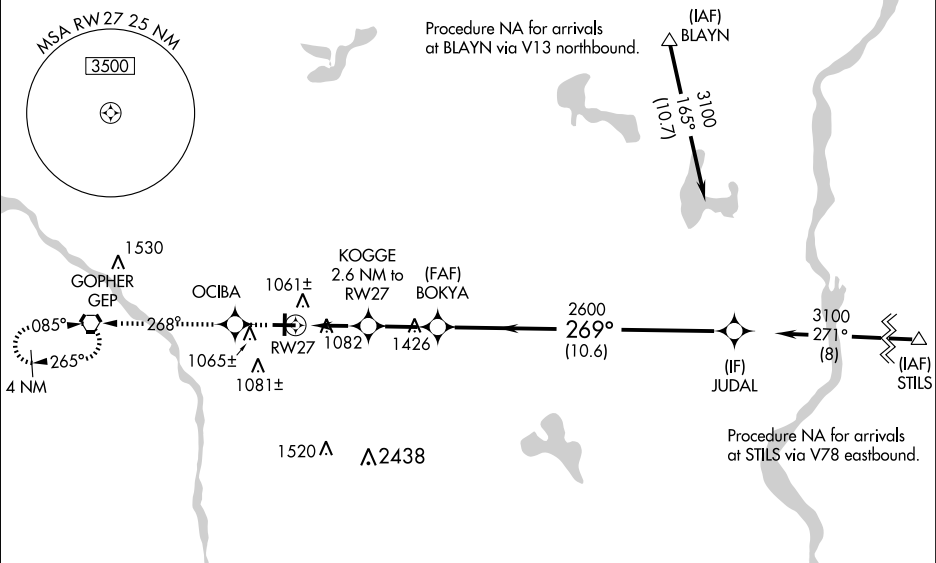 MSA RW27 25 NM
3500
Procedure NA for arrivals
at BLAYN via V13 northbound.
(IAF)
BLAYN
3100
165°
(10.7)
1530
GOPHER
GEP
OCIBA
1061±
KOGGE
2.6 NM to
RW27
(FAF)
BOKYA
085°
268°
265°
4 NM
1065±
1081±
RW27
1082
1426
2600
269°
(10.6)
(IF)
JUDAL
3100
271°
(8)
(IAF)
STILS
Procedure NA for arrivals
at STILS via V78 eastbound.
1520
2438